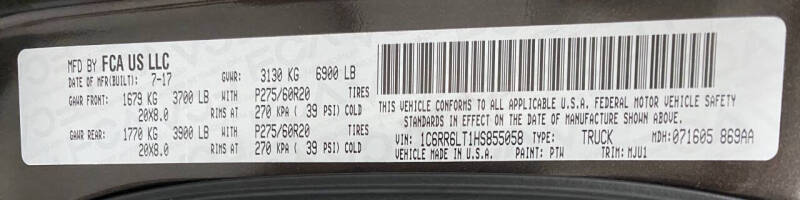 MFD BY FCA US LLC
DATE OF MFR(BUILT): 7-17 GVWR: 3130 KG 6900 LB
GAWR FRONT: 1679 KG 3700 LB WITH P275/60R20 TIRES
20X8.0 RIMS AT 270 KPA ( 39 PSI) COLD
GAWR REAR: 1770 KG 3900 LB WITH P275/60R20 TIRES
20X8.0 RIMS AT 270 KPA ( 39 PSI) COLD
THIS VEHICLE CONFORMS TO ALL APPLICABLE U.S.A. FEDERAL MOTOR VEHICLE SAFETY
STANDARDS IN EFFECT ON THE DATE OF MANUFACTURE SHOWN ABOVE.
VIN: 1C6RR6LT1HS855058 TYPE: TRUCK MDH: 071605 869AA
VEHICLE MADE IN U.S.A. PAINT: PTW TRIM: MJU1